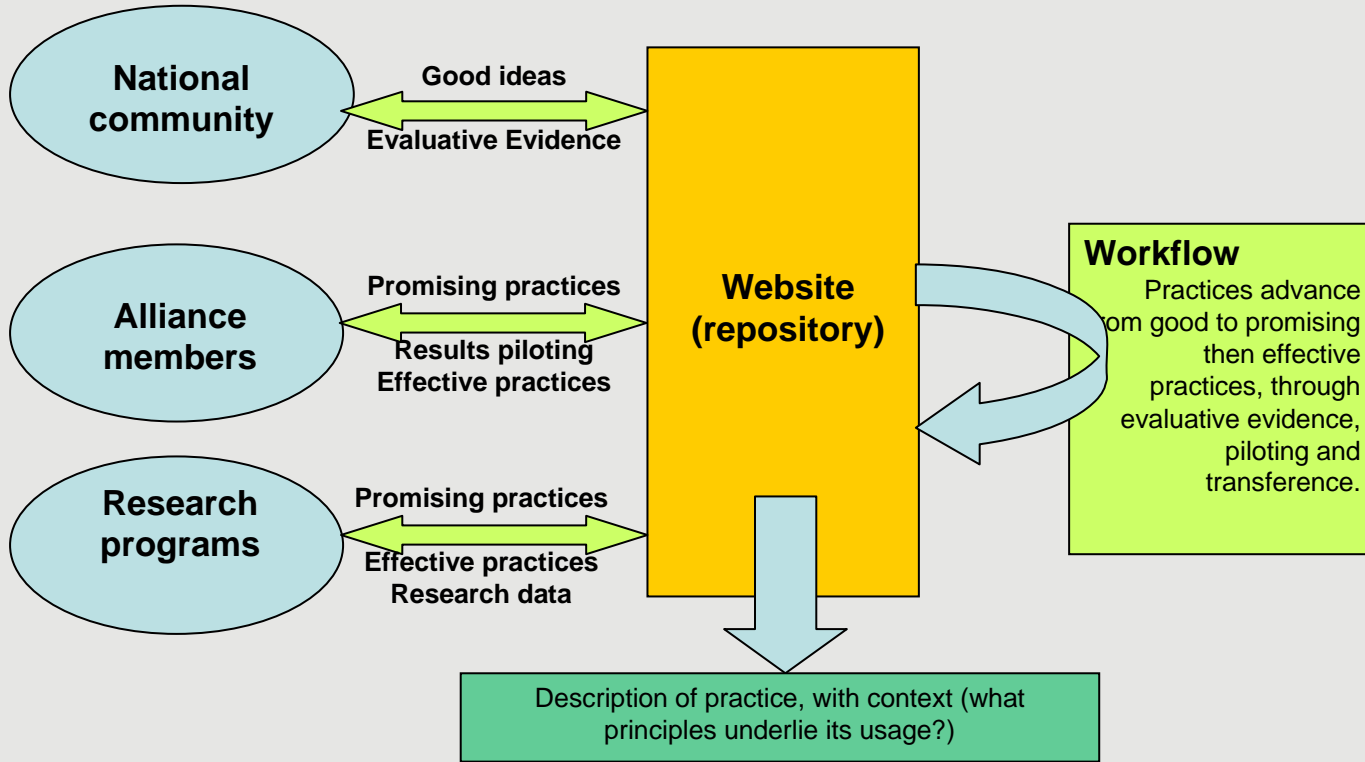 National
community
Good ideas
Evaluative Evidence
Alliance
members
Promising practices
Results piloting
Effective practices
Research
programs
Promising practices
Effective practices
Research data
Website
(repository)
Workflow
Practices advance
om good to promising
then effective
practices, through
evaluative evidence,
piloting and
transference.
Description of practice, with context (what
principles underlie its usage?)